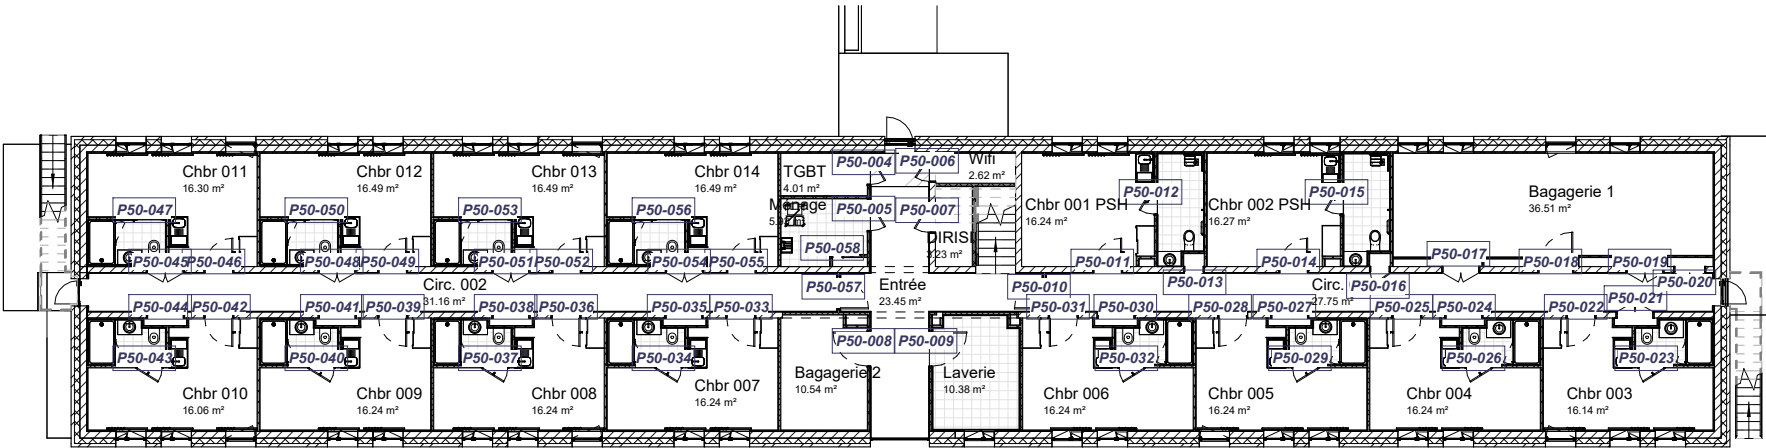 P50-004
P50-006
Wifi
2.62 m²
TGBT
4.01 m²
Chbr 011
16.30 m²
Chbr 012
16.49 m²
Chbr 013
16.49 m²
Chbr 014
16.49 m²
P50-012
P50-015
Bagagerie 1
36.51 m²
Ménage
P50-005
P50-007
Chbr 001 PSH
16.24 m²
Chbr 002 PSH
16.27 m²
P50-047
P50-050
P50-053
P50-056
DIRISI
3.23 m²
P50-058
P50-045
P50-046
P50-048
P50-049
P50-051
P50-052
P50-054
P50-055
P50-011
P50-014
P50-017
P50-018
P50-019
P50-057
Circ. 002
31.16 m²
Entrée
23.45 m²
P50-010
P50-013
Circ.
27.75 m²
P50-016
P50-020
P50-021
P50-044
P50-042
P50-041
P50-039
P50-038
P50-036
P50-035
P50-033
P50-031
P50-030
P50-028
P50-027
P50-025
P50-024
P50-022
P50-008
P50-009
P50-043
P50-040
P50-037
P50-034
P50-032
P50-029
P50-026
P50-023
Bagagerie 2
10.54 m²
Laverie
10.38 m²
Chbr 010
16.06 m²
Chbr 009
16.24 m²
Chbr 008
16.24 m²
Chbr 007
16.24 m²
Chbr 006
16.24 m²
Chbr 005
16.24 m²
Chbr 004
16.24 m²
Chbr 003
16.14 m²